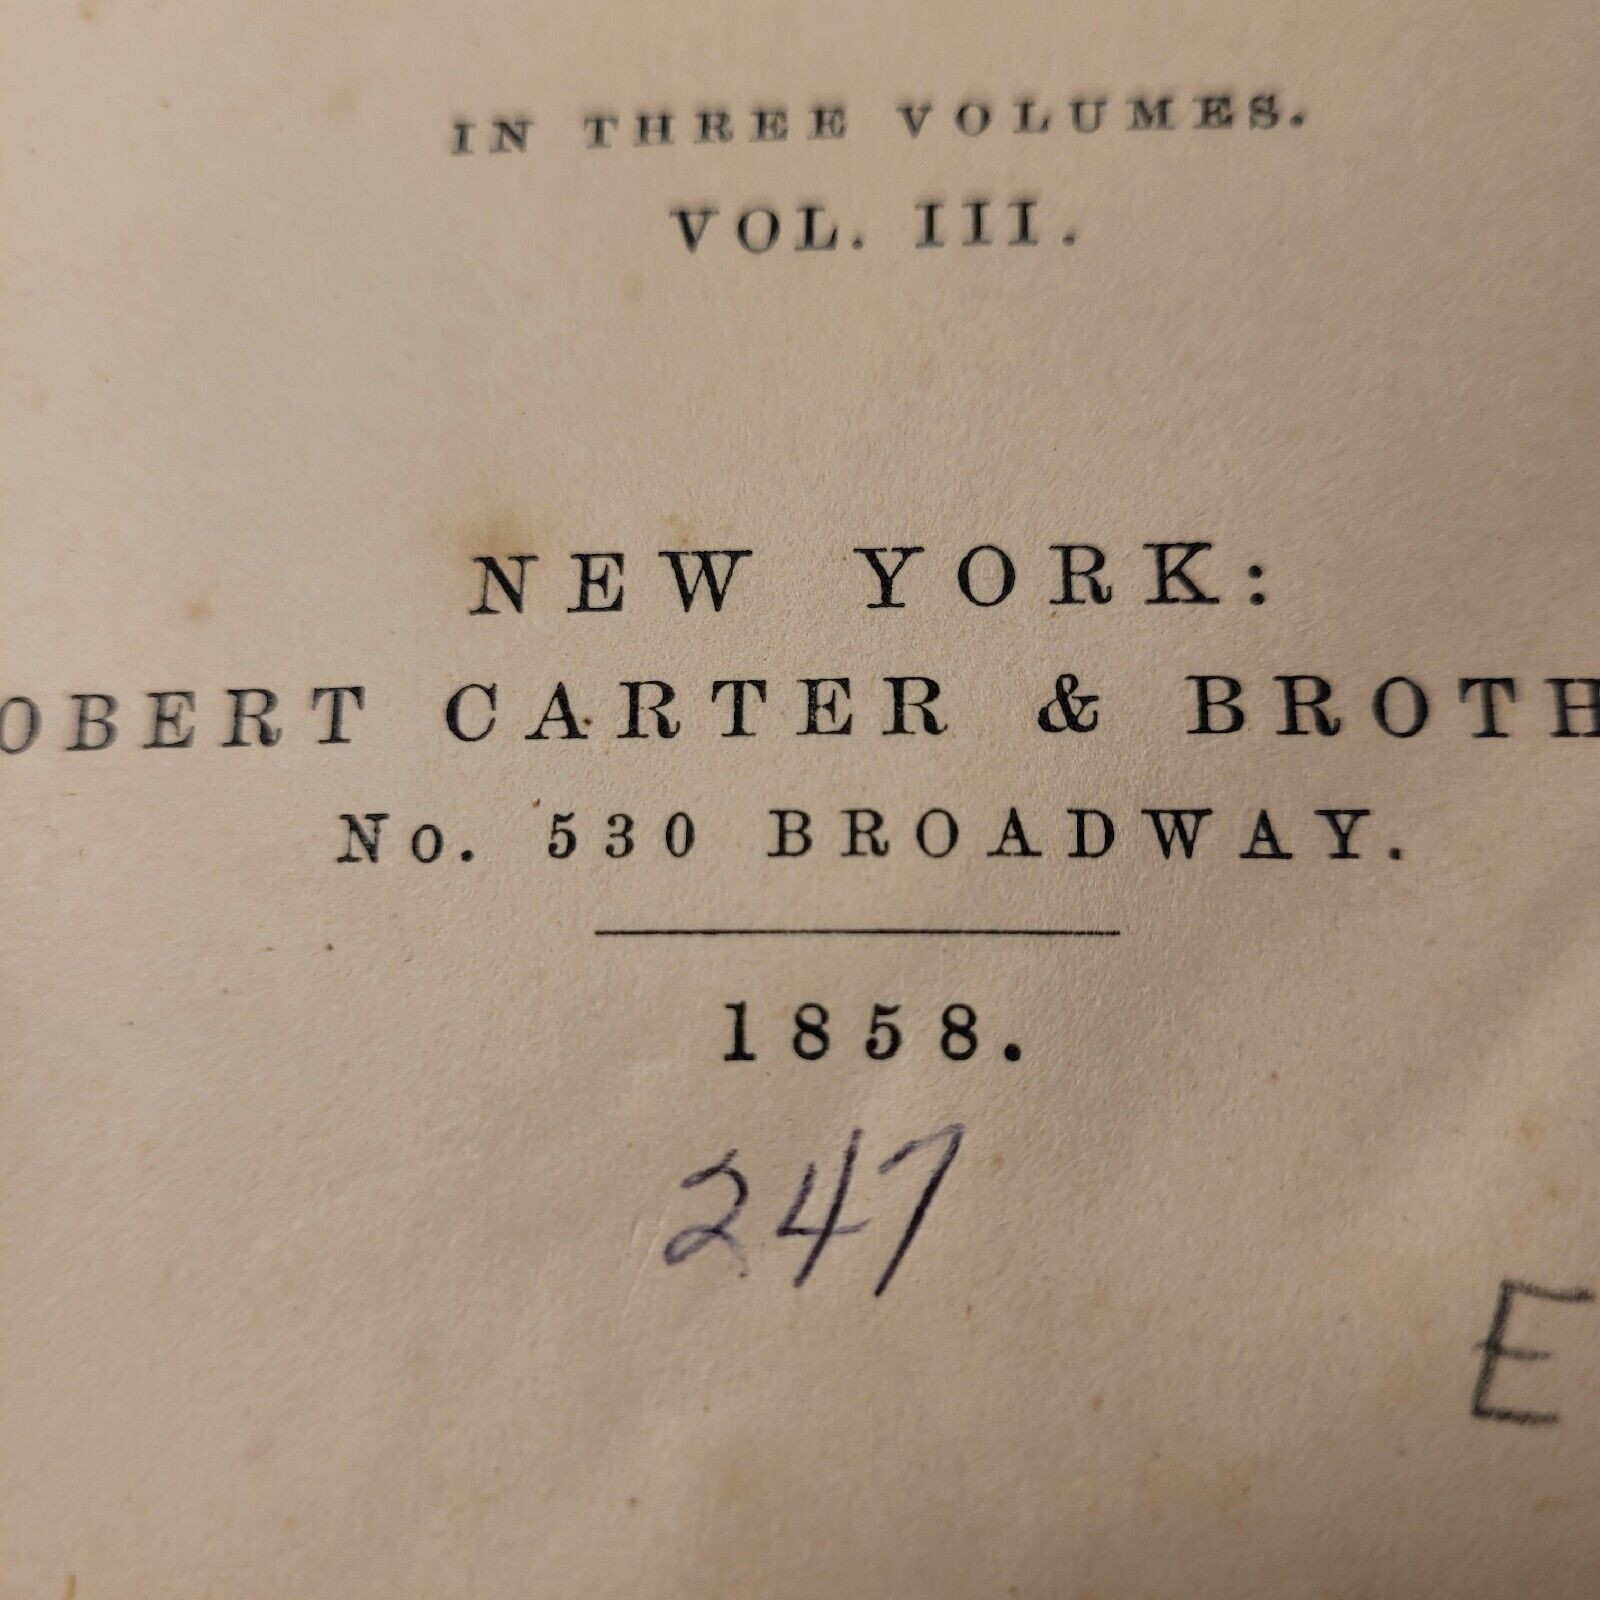 IN THREE VOLUMES.
VOL. III.
NEW YORK:
OBERT CARTER & BROTH
No. 530 BROADWAY.
1858.
247
E